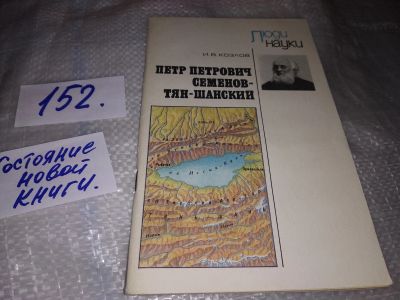 Люди
науки
И.В. КОЗЛОВ
ПЕТР ПЕТРОВИЧ
СЕМЕНОВ-
ТЯН-ШАНСКИЙ
152.
Состояние
новой
книги.